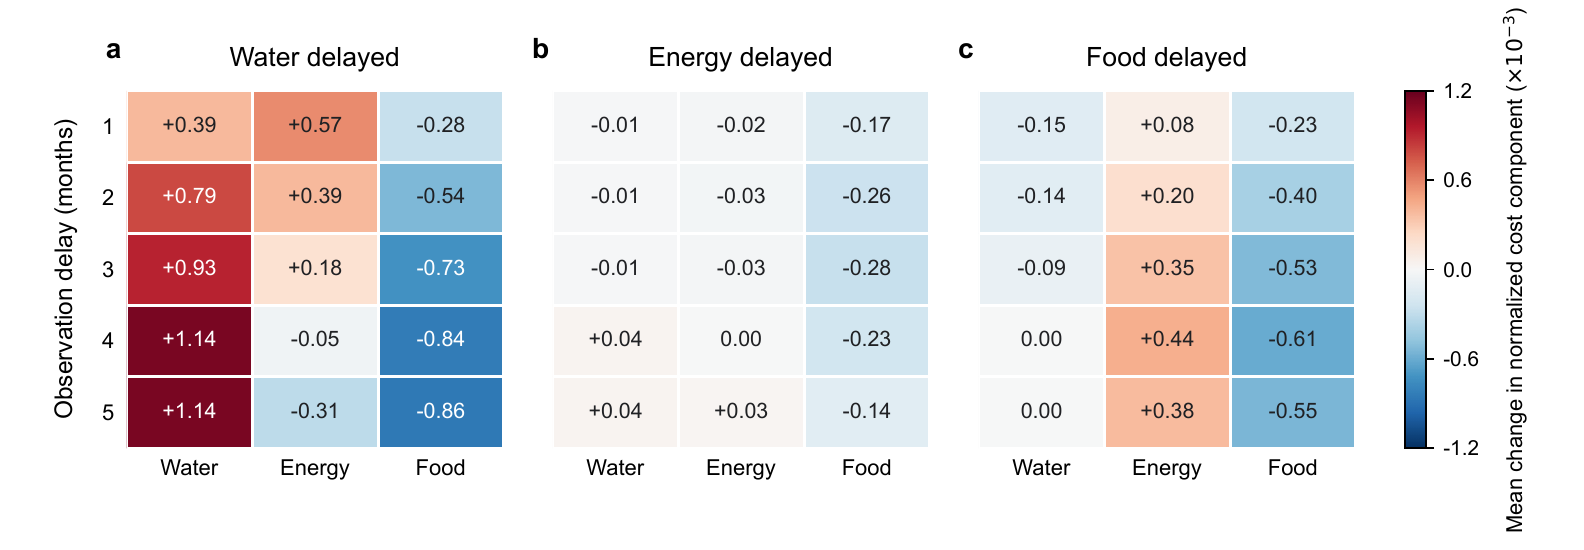 a Water delayed
b Energy delayed
c Food delayed
Observation delay (months)
1 +0.39 +0.57 -0.28 -0.01 -0.02 -0.17 -0.15 +0.08 -0.23
2 +0.79 +0.39 -0.54 -0.01 -0.03 -0.26 -0.14 +0.20 -0.40
3 +0.93 +0.18 -0.73 -0.01 -0.03 -0.28 -0.09 +0.35 -0.53
4 +1.14 -0.05 -0.84 +0.04 0.00 -0.23 0.00 +0.44 -0.61
5 +1.14 -0.31 -0.86 +0.04 +0.03 -0.14 0.00 +0.38 -0.55
Water Energy Food Water Energy Food Water Energy Food
1.2
0.6
0.0
-0.6
-1.2
Mean change in normalized cost component (×10⁻³)